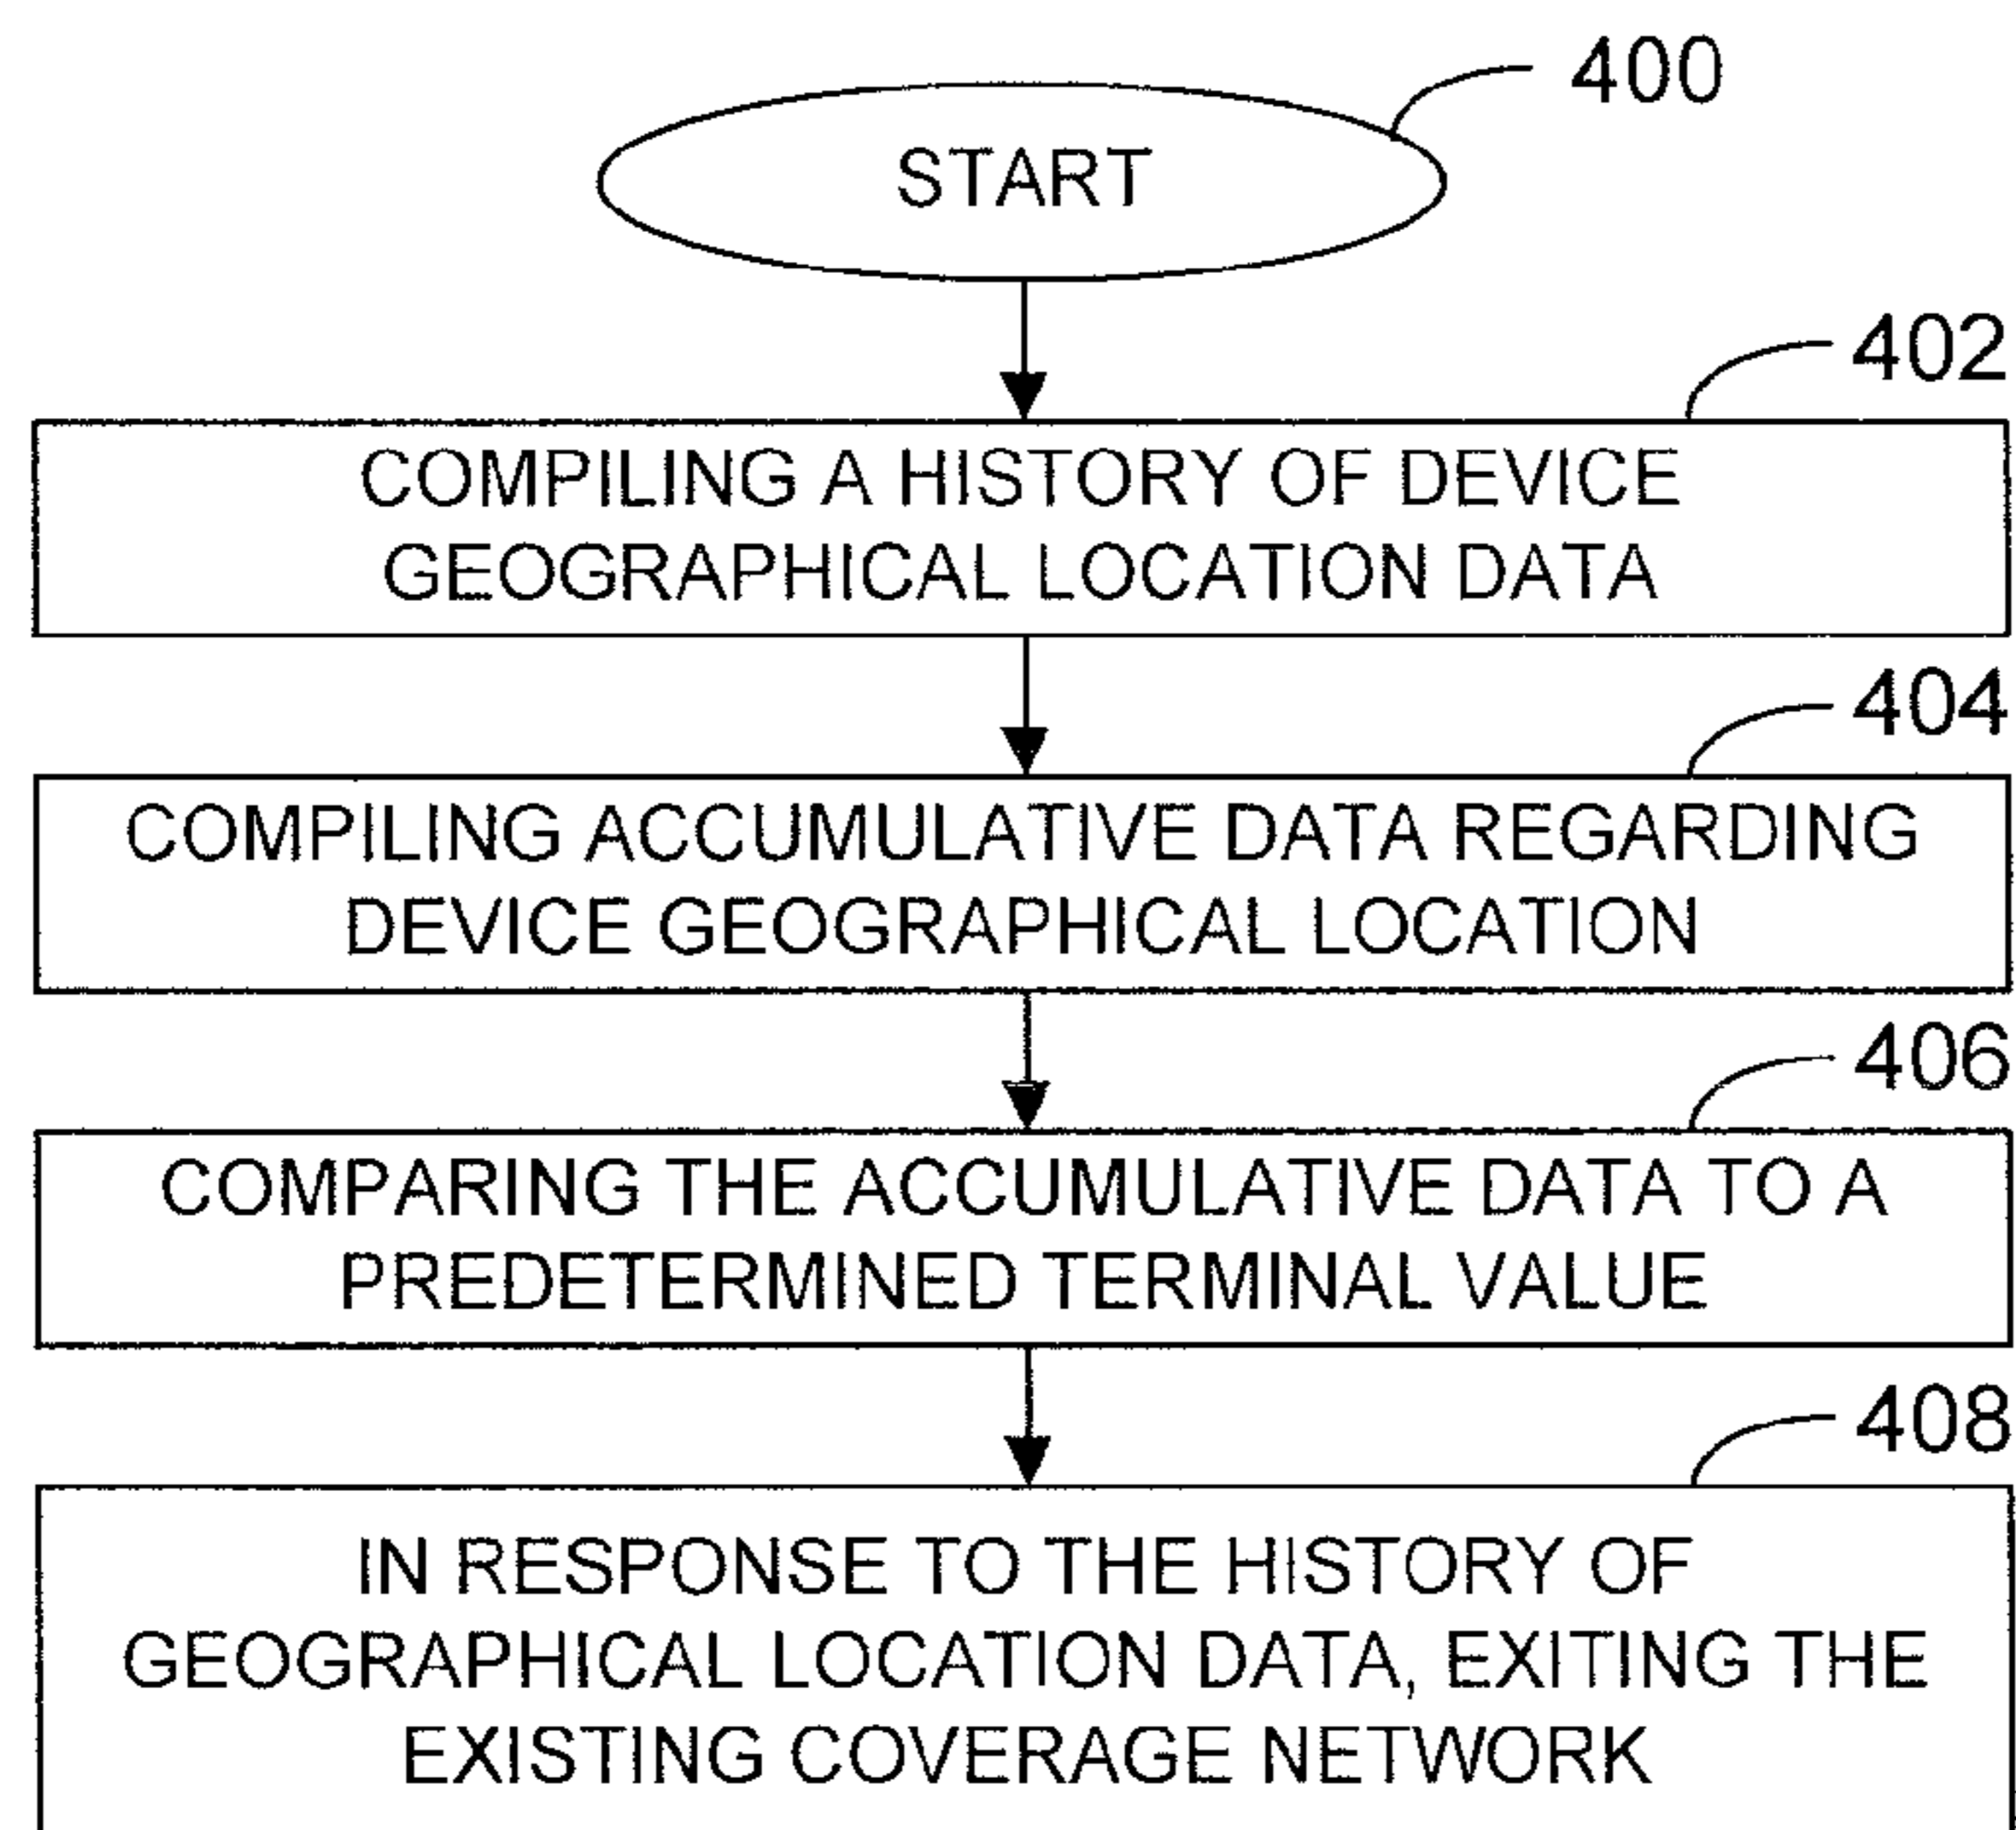 400
START
402
COMPILING A HISTORY OF DEVICE
GEOGRAPHICAL LOCATION DATA
404
COMPILING ACCUMULATIVE DATA REGARDING
DEVICE GEOGRAPHICAL LOCATION
406
COMPARING THE ACCUMULATIVE DATA TO A
PREDETERMINED TERMINAL VALUE
408
IN RESPONSE TO THE HISTORY OF
GEOGRAPHICAL LOCATION DATA, EXITING THE
EXISTING COVERAGE NETWORK